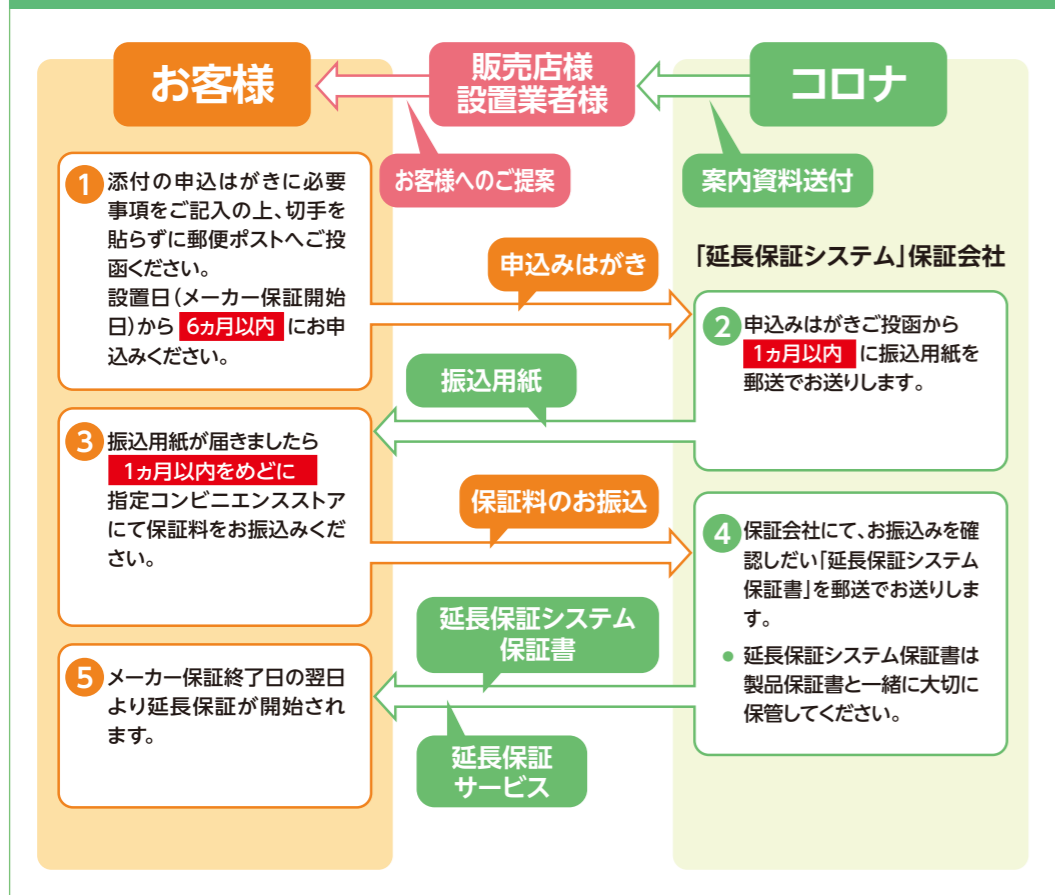 お客様
販売店様
設置業者様
コロナ
お客様へのご提案
案内資料送付
1 添付の申込はがきに必要
事項をご記入の上、切手を
貼らずに郵便ポストへご投
函ください。
設置日(メーカー保証開始
日)から 6ヵ月以内 にお申
込みください。
申込みはがき
「延長保証システム」保証会社
2 申込みはがきご投函から
1ヵ月以内 に振込用紙を
郵送でお送りします。
振込用紙
3 振込用紙が届きましたら
1ヵ月以内をめどに
指定コンビニエンスストア
にて保証料をお振込みくだ
さい。
保証料のお振込
4 保証会社にて、お振込みを確
認しだい「延長保証システム
保証書」を郵送でお送りしま
す。
● 延長保証システム保証書は
製品保証書と一緒に大切に
保管してください。
延長保証システム
保証書
5 メーカー保証終了日の翌日
より延長保証が開始され
ます。
延長保証
サービス